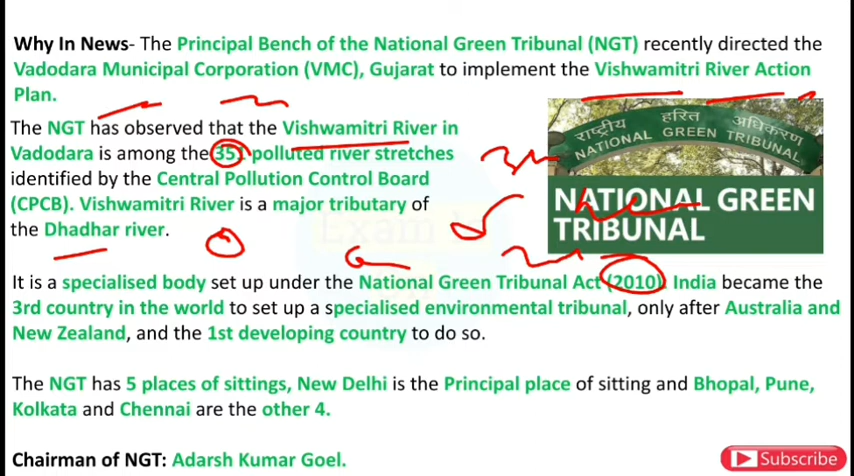 Why In News- The Principal Bench of the National Green Tribunal (NGT) recently directed the
Vadodara Municipal Corporation (VMC), Gujarat to implement the Vishwamitri River Action
Plan.
The NGT has observed that the Vishwamitri River in
Vadodara is among the 351 polluted river stretches
identified by the Central Pollution Control Board
(CPCB). Vishwamitri River is a major tributary of
the Dhadhar river.
राष्ट्रीय हरित अधिकरण
NATIONAL GREEN TRIBUNAL
NATIONAL GREEN
TRIBUNAL
It is a specialised body set up under the National Green Tribunal Act (2010). India became the
3rd country in the world to set up a specialised environmental tribunal, only after Australia and
New Zealand, and the 1st developing country to do so.
The NGT has 5 places of sittings, New Delhi is the Principal place of sitting and Bhopal, Pune,
Kolkata and Chennai are the other 4.
Chairman of NGT: Adarsh Kumar Goel.
Subscribe